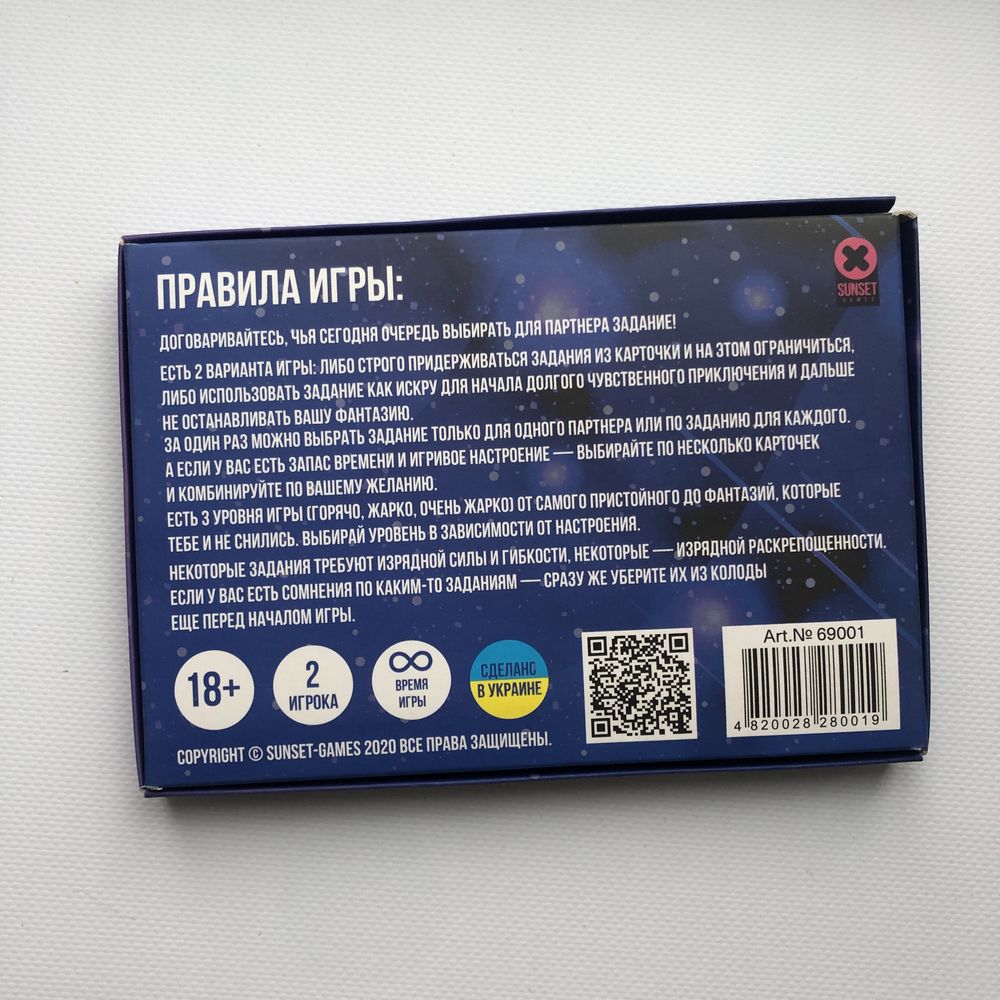 ПРАВИЛА ИГРЫ:
SUNSET
GAMES
ДОГОВАРИВАЙТЕСЬ, ЧЬЯ СЕГОДНЯ ОЧЕРЕДЬ ВЫБИРАТЬ ДЛЯ ПАРТНЕРА ЗАДАНИЕ!
ЕСТЬ 2 ВАРИАНТА ИГРЫ: ЛИБО СТРОГО ПРИДЕРЖИВАТЬСЯ ЗАДАНИЯ ИЗ КАРТОЧКИ И НА ЭТОМ ОГРАНИЧИТЬСЯ,
ЛИБО ИСПОЛЬЗОВАТЬ ЗАДАНИЕ КАК ИСКРУ ДЛЯ НАЧАЛА ДОЛГОГО ЧУВСТВЕННОГО ПРИКЛЮЧЕНИЯ И ДАЛЬШЕ
НЕ ОСТАНАВЛИВАТЬ ВАШУ ФАНТАЗИЮ.
ЗА ОДИН РАЗ МОЖНО ВЫБРАТЬ ЗАДАНИЕ ТОЛЬКО ДЛЯ ОДНОГО ПАРТНЕРА ИЛИ ПО ЗАДАНИЮ ДЛЯ КАЖДОГО.
А ЕСЛИ У ВАС ЕСТЬ ЗАПАС ВРЕМЕНИ И ИГРИВОЕ НАСТРОЕНИЕ — ВЫБИРАЙТЕ ПО НЕСКОЛЬКО КАРТОЧЕК
И КОМБИНИРУЙТЕ ПО ВАШЕМУ ЖЕЛАНИЮ.
ЕСТЬ 3 УРОВНЯ ИГРЫ (ГОРЯЧО, ЖАРКО, ОЧЕНЬ ЖАРКО) ОТ САМОГО ПРИСТОЙНОГО ДО ФАНТАЗИЙ, КОТОРЫЕ
ТЕБЕ И НЕ СНИЛИСЬ. ВЫБИРАЙ УРОВЕНЬ В ЗАВИСИМОСТИ ОТ НАСТРОЕНИЯ.
НЕКОТОРЫЕ ЗАДАНИЯ ТРЕБУЮТ ИЗРЯДНОЙ СИЛЫ И ГИБКОСТИ, НЕКОТОРЫЕ — ИЗРЯДНОЙ РАСКРЕПОЩЕННОСТИ.
ЕСЛИ У ВАС ЕСТЬ СОМНЕНИЯ ПО КАКИМ-ТО ЗАДАНИЯМ — СРАЗУ ЖЕ УБЕРИТЕ ИХ ИЗ КОЛОДЫ
ЕЩЕ ПЕРЕД НАЧАЛОМ ИГРЫ.
18+
2
ИГРОКА
∞
ВРЕМЯ
ИГРЫ
СДЕЛАНО
В УКРАИНЕ
Art.№ 69001
4 820028 280019
COPYRIGHT © SUNSET-GAMES 2020 ВСЕ ПРАВА ЗАЩИЩЕНЫ.